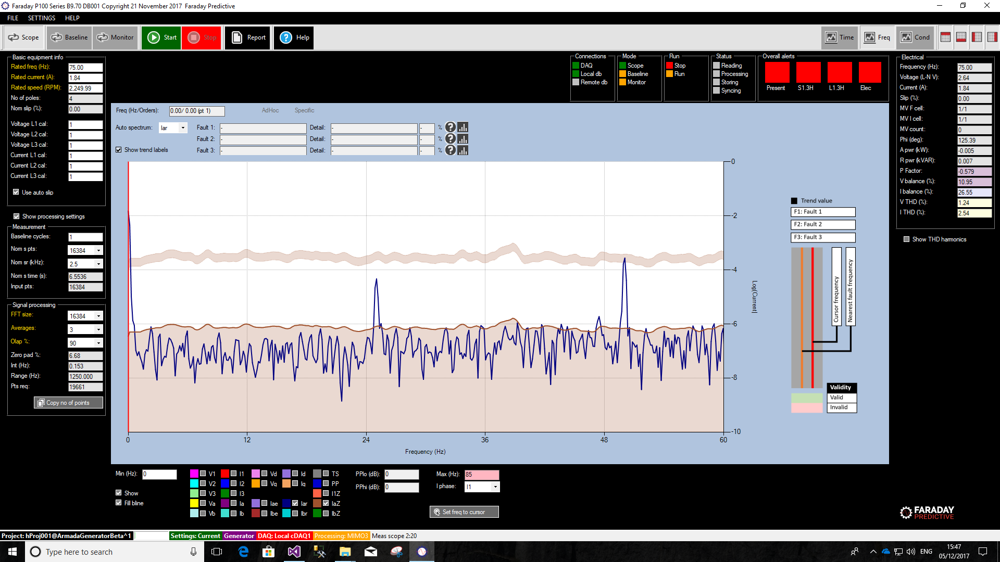 Faraday P100 Series B9.70 DB001 Copyright 21 November 2017  Faraday Predictive
FILE SETTINGS HELP
Scope Baseline Monitor Start Stop Report Help Time Freq Cond
Basic equipment info
Rated freq (Hz): 75.00
Rated current (A): 1.84
Rated speed (RPM): 2,249.99
No of poles: 4
Nom slip (%): 0.00
Voltage L1 cal: 1
Voltage L2 cal: 1
Voltage L3 cal: 1
Current L1 cal: 1
Current L2 cal: 1
Current L3 cal: 1
Use auto slip
Show processing settings
Measurement
Baseline cycles: 1
Nom s pts: 16384
Nom sr (kHz): 2.5
Nom s time (s): 6.5536
Input pts: 16384
Signal processing
FFT size: 16384
Averages: 3
Olap %: 90
Zero pad %: 6.68
Int (Hz): 0.153
Range (Hz): 1250.000
Pts req: 19661
Copy no of points
Connections
DAQ
Local db
Remote db
Mode
Scope
Baseline
Monitor
Run
Stop
Run
Status
Reading
Processing
Storing
Syncing
Overall alerts
Present S1.3H L1.3H Elec
Freq (Hz/Orders): 0.00/ 0.00 (pt 1) AdHoc Specific
Auto spectrum: Iar Fault 1: - Detail: - - % ?
Fault 2: - Detail: - - % ?
Show trend labels Fault 3: - Detail: - - % ?
0
-2
-4
-6
-8
-10
Log(Current)
0 12 24 36 48 60
Frequency (Hz)
Trend value
F1: Fault 1
F2: Fault 2
F3: Fault 3
Cursor frequency
Nearest fault frequency
Validity
Valid
Invalid
Electrical
Frequency (Hz): 75.00
Voltage (L-N V): 2.64
Current (A): 1.84
Slip (%): 0.00
MV F cell: 1/1
MV I cell: 1/1
MV count: 0
Phi (deg): 125.39
A pwr (kW): -0.005
R pwr (kVAR): 0.007
P Factor: -0.579
V balance (%): 10.95
I balance (%): 26.55
V THD (%): 1.24
I THD (%): 2.54
Show THD harmonics
Min (Hz): 0
Show
Fill bline
V1 I1 Vd Id TS
V2 I2 Vq Iq PP
V3 I3 I1Z
Va Ia Iae Iar IaZ
Vb Ib Ibe Ibr IbZ
PPlo (dB): 0
PPhi (dB): 0
Max (Hz): 85
I phase: I1
Set freq to cursor
FARADAY
PREDICTIVE
Project: hProj001@ArmadaGeneratorBeta^1 Settings: Current Generator DAQ: Local cDAQ1 Processing: MIMO3 Meas scope 2:20
Type here to search
ENG
15:47
05/12/2017